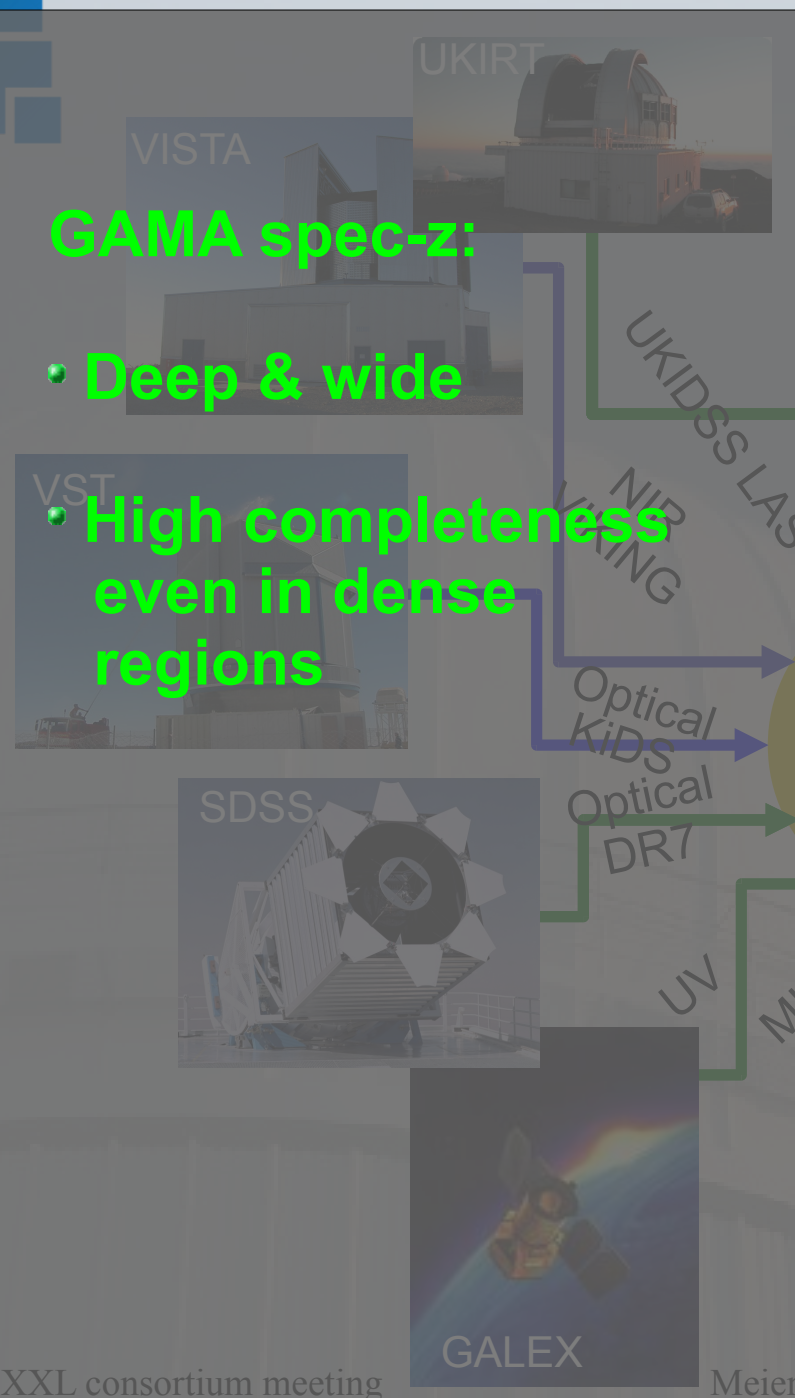 UKIRT
VISTA
GAMA spec-z:
Deep & wide
UKIDSS LAS
VST
High completeness
even in dense
regions
NIR
VIKING
Optical
KiDS
Optical
DR7
SDSS
UV
GALEX
XXL consortium meeting